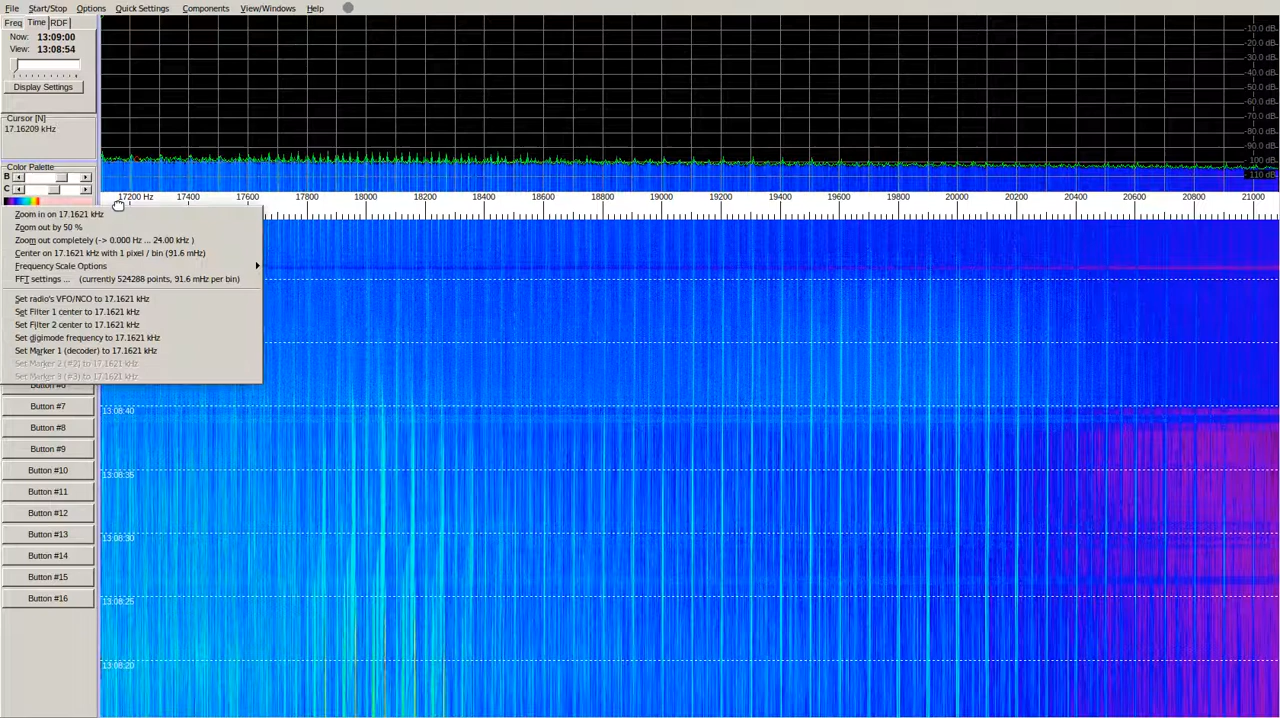 File Start/Stop Options Quick Settings Components View/Windows Help
Freq Time RDF
Now: 13:09:00
View: 13:08:54
Display Settings
Cursor [N]
17.16209 kHz
Color Palette
B
C
-10.0 dB
-20.0 dB
-30.0 dB
-40.0 dB
-50.0 dB
-60.0 dB
-70.0 dB
-80.0 dB
-90.0 dB
-100 dB
-110 dB
17200 Hz 17400 17600 17800 18000 18200 18400 18600 18800 19000 19200 19400 19600 19800 20000 20200 20400 20600 20800 21000
Zoom in on 17.1621 kHz
Zoom out by 50 %
Zoom out completely (-> 0.000 Hz ... 24.00 kHz )
Center on 17.1621 kHz with 1 pixel / bin (91.6 mHz)
Frequency Scale Options
FFT settings ... (currently 524288 points, 91.6 mHz per bin)
Set radio's VFO/NCO to 17.1621 kHz
Set Filter 1 center to 17.1621 kHz
Set Filter 2 center to 17.1621 kHz
Set digimode frequency to 17.1621 kHz
Set Marker 1 (decoder) to 17.1621 kHz
Set Marker 2 (#2) to 17.1621 kHz
Set Marker 3 (#3) to 17.1621 kHz
Button #6
Button #7
Button #8
Button #9
Button #10
Button #11
Button #12
Button #13
Button #14
Button #15
Button #16
13:08:40
13:08:35
13:08:30
13:08:25
13:08:20